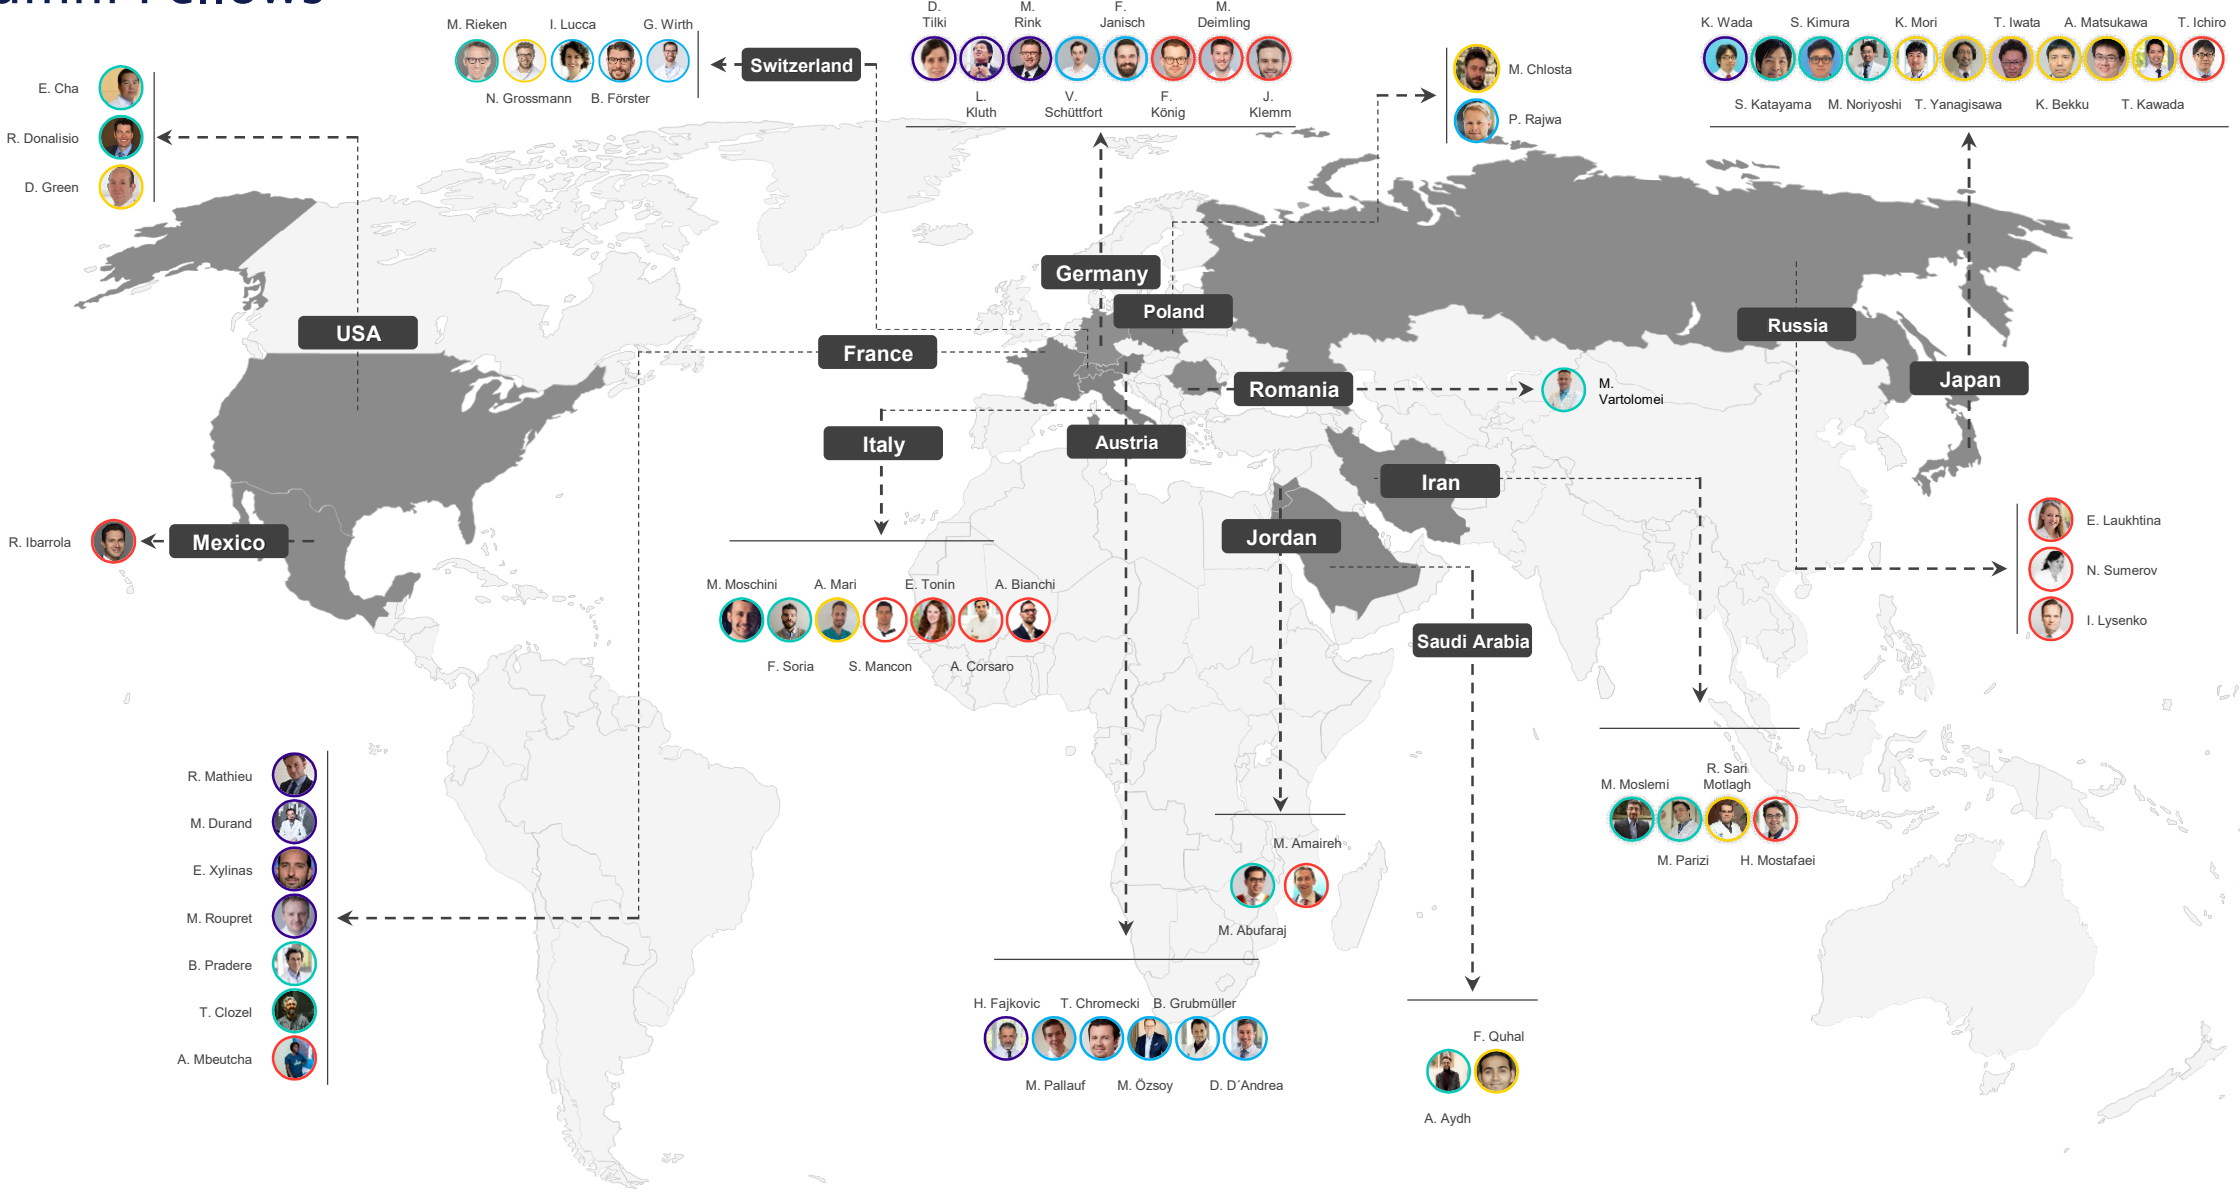 M. Rieken
I. Lucca
G. Wirth
N. Grossmann
B. Förster
Switzerland
D.
Tilki
M.
Rink
F.
Janisch
M.
Deimling
L.
Kluth
V.
Schüttfort
F.
König
J.
Klemm
M. Chlosta
P. Rajwa
K. Wada
S. Kimura
K. Mori
T. Iwata
A. Matsukawa
T. Ichiro
S. Katayama
M. Noriyoshi
T. Yanagisawa
K. Bekku
T. Kawada
E. Cha
R. Donalisio
D. Green
Germany
Poland
USA
France
Russia
Romania
M.
Vartolomei
Japan
Italy
Austria
Iran
Mexico
R. Ibarrola
Jordan
E. Laukhtina
N. Sumerov
I. Lysenko
M. Moschini
A. Mari
E. Tonin
A. Bianchi
F. Soria
S. Mancon
A. Corsaro
Saudi Arabia
R. Mathieu
M. Durand
E. Xylinas
M. Roupret
B. Pradere
T. Clozel
A. Mbeutcha
M. Moslemi
R. Sari
Motlagh
M. Parizi
H. Mostafaei
M. Amaireh
M. Abufaraj
H. Fajkovic
T. Chromecki
B. Grubmüller
M. Pallauf
M. Özsoy
D. D´Andrea
F. Quhal
A. Aydh